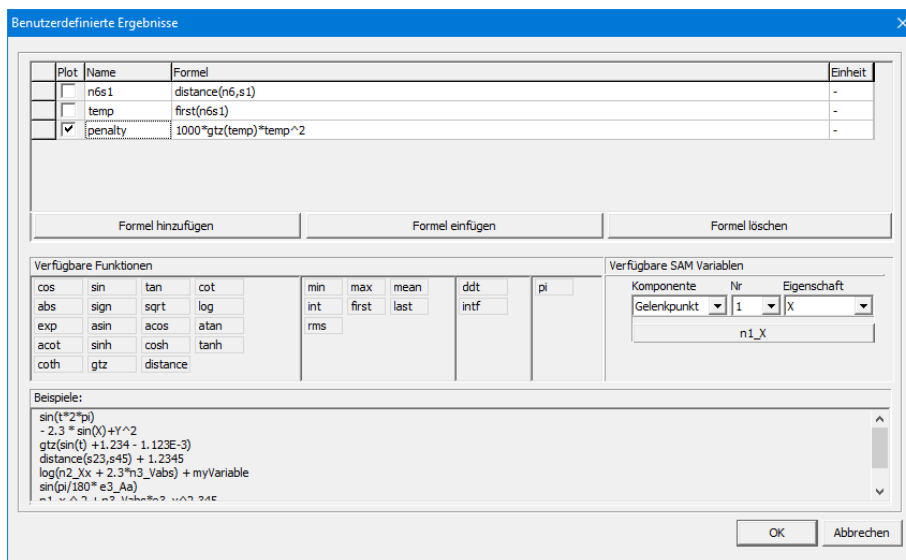 Benutzerdefinierte Ergebnisse
Plot Name Formel Einheit
n6s1 distance(n6,s1) -
temp first(n6s1) -
penalty 1000*gtz(temp)*temp^2 -
Formel hinzufügen Formel einfügen Formel löschen
Verfügbare Funktionen Verfügbare SAM Variablen
cos sin tan cot min max mean ddt pi Komponente Nr Eigenschaft
abs sign sqrt log int first last intf Gelenkpunkt 1 X
exp asin acos atan rms n1_X
acot sinh cosh tanh
coth gtz distance
Beispiele:
sin(t*2*pi)
- 2.3 * sin(X)+Y^2
gtz(sin(t) +1.234 - 1.123E-3)
distance(s23,s45) + 1.2345
log(n2_Xx + 2.3*n3_Vabs) + myVariable
sin(pi/180* e3_Aa)
OK Abbrechen